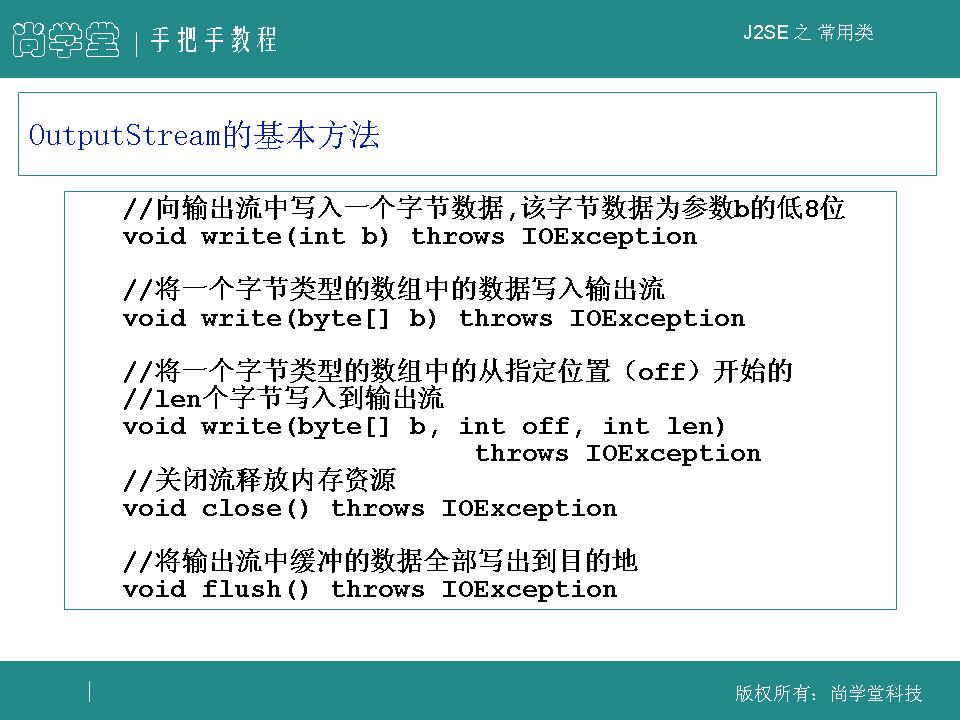 尚学堂 | 手把手教程
J2SE 之 常用类
OutputStream的基本方法
//向输出流中写入一个字节数据,该字节数据为参数b的低8位
void write(int b) throws IOException
//将一个字节类型的数组中的数据写入输出流
void write(byte[] b) throws IOException
//将一个字节类型的数组中的从指定位置（off）开始的
//len个字节写入到输出流
void write(byte[] b, int off, int len)
throws IOException
//关闭流释放内存资源
void close() throws IOException
//将输出流中缓冲的数据全部写出到目的地
void flush() throws IOException
版权所有：尚学堂科技